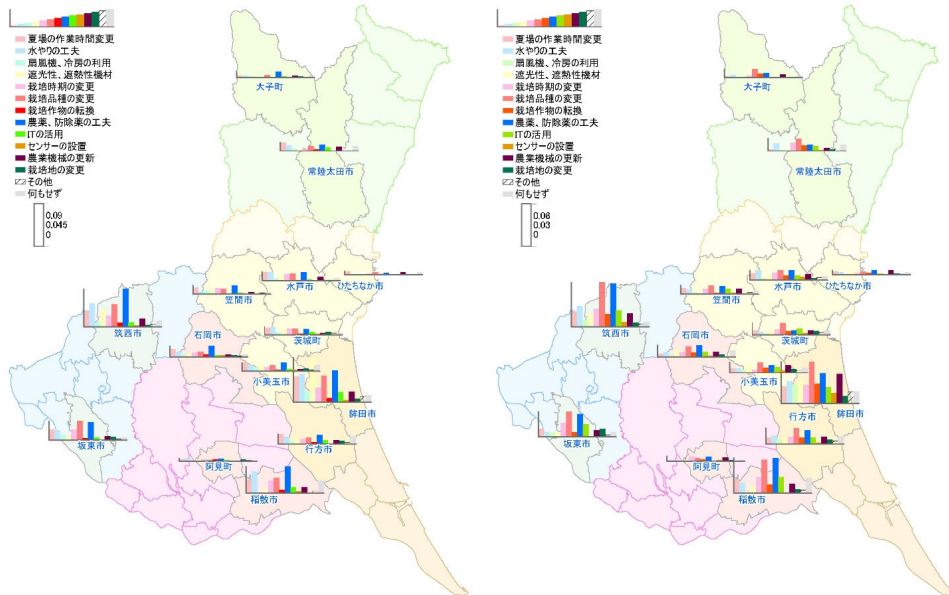 夏場の作業時間変更
水やりの工夫
扇風機、冷房の利用
遮光性、遮熱性機材
栽培時期の変更
栽培品種の変更
栽培作物の転換
農薬、防除薬の工夫
ITの活用
センサーの設置
農業機械の更新
栽培地の変更
その他
何もせず
0.09
0.045
0
大子町
常陸太田市
水戸市
ひたちなか市
笠間市
筑西市
石岡市
茨城町
小美玉市
鉾田市
坂東市
行方市
阿見町
稲敷市
夏場の作業時間変更
水やりの工夫
扇風機、冷房の利用
遮光性、遮熱性機材
栽培時期の変更
栽培品種の変更
栽培作物の転換
農薬、防除薬の工夫
ITの活用
センサーの設置
農業機械の更新
栽培地の変更
その他
何もせず
0.06
0.03
0
大子町
常陸太田市
水戸市
ひたちなか市
笠間市
筑西市
石岡市
茨城町
小美玉市
行方市
鉾田市
坂東市
阿見町
稲敷市